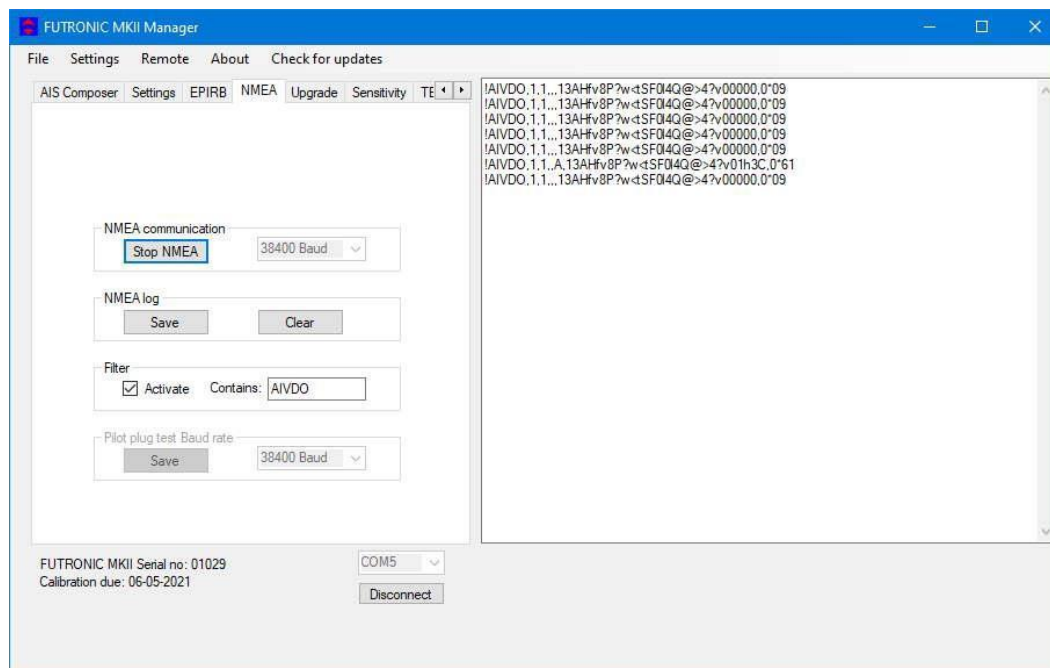 FUTRONIC MKII Manager
File Settings Remote About Check for updates
AIS Composer Settings EPIRB NMEA Upgrade Sensitivity TE
NMEA communication
Stop NMEA 38400 Baud
NMEA log
Save Clear
Filter
Activate Contains: AIVDO
Pilot plug test Baud rate
Save 38400 Baud
!AIVDO,1,1,,,13AHfv8P?w<tSF0l4Q@>4?v00000,0*09
!AIVDO,1,1,,,13AHfv8P?w<tSF0l4Q@>4?v00000,0*09
!AIVDO,1,1,,,13AHfv8P?w<tSF0l4Q@>4?v00000,0*09
!AIVDO,1,1,,,13AHfv8P?w<tSF0l4Q@>4?v00000,0*09
!AIVDO,1,1,,,13AHfv8P?w<tSF0l4Q@>4?v00000,0*09
!AIVDO,1,1,,A,13AHfv8P?w<tSF0l4Q@>4?v01h3C,0*61
!AIVDO,1,1,,,13AHfv8P?w<tSF0l4Q@>4?v00000,0*09
FUTRONIC MKII Serial no: 01029
Calibration due: 06-05-2021
COM5
Disconnect